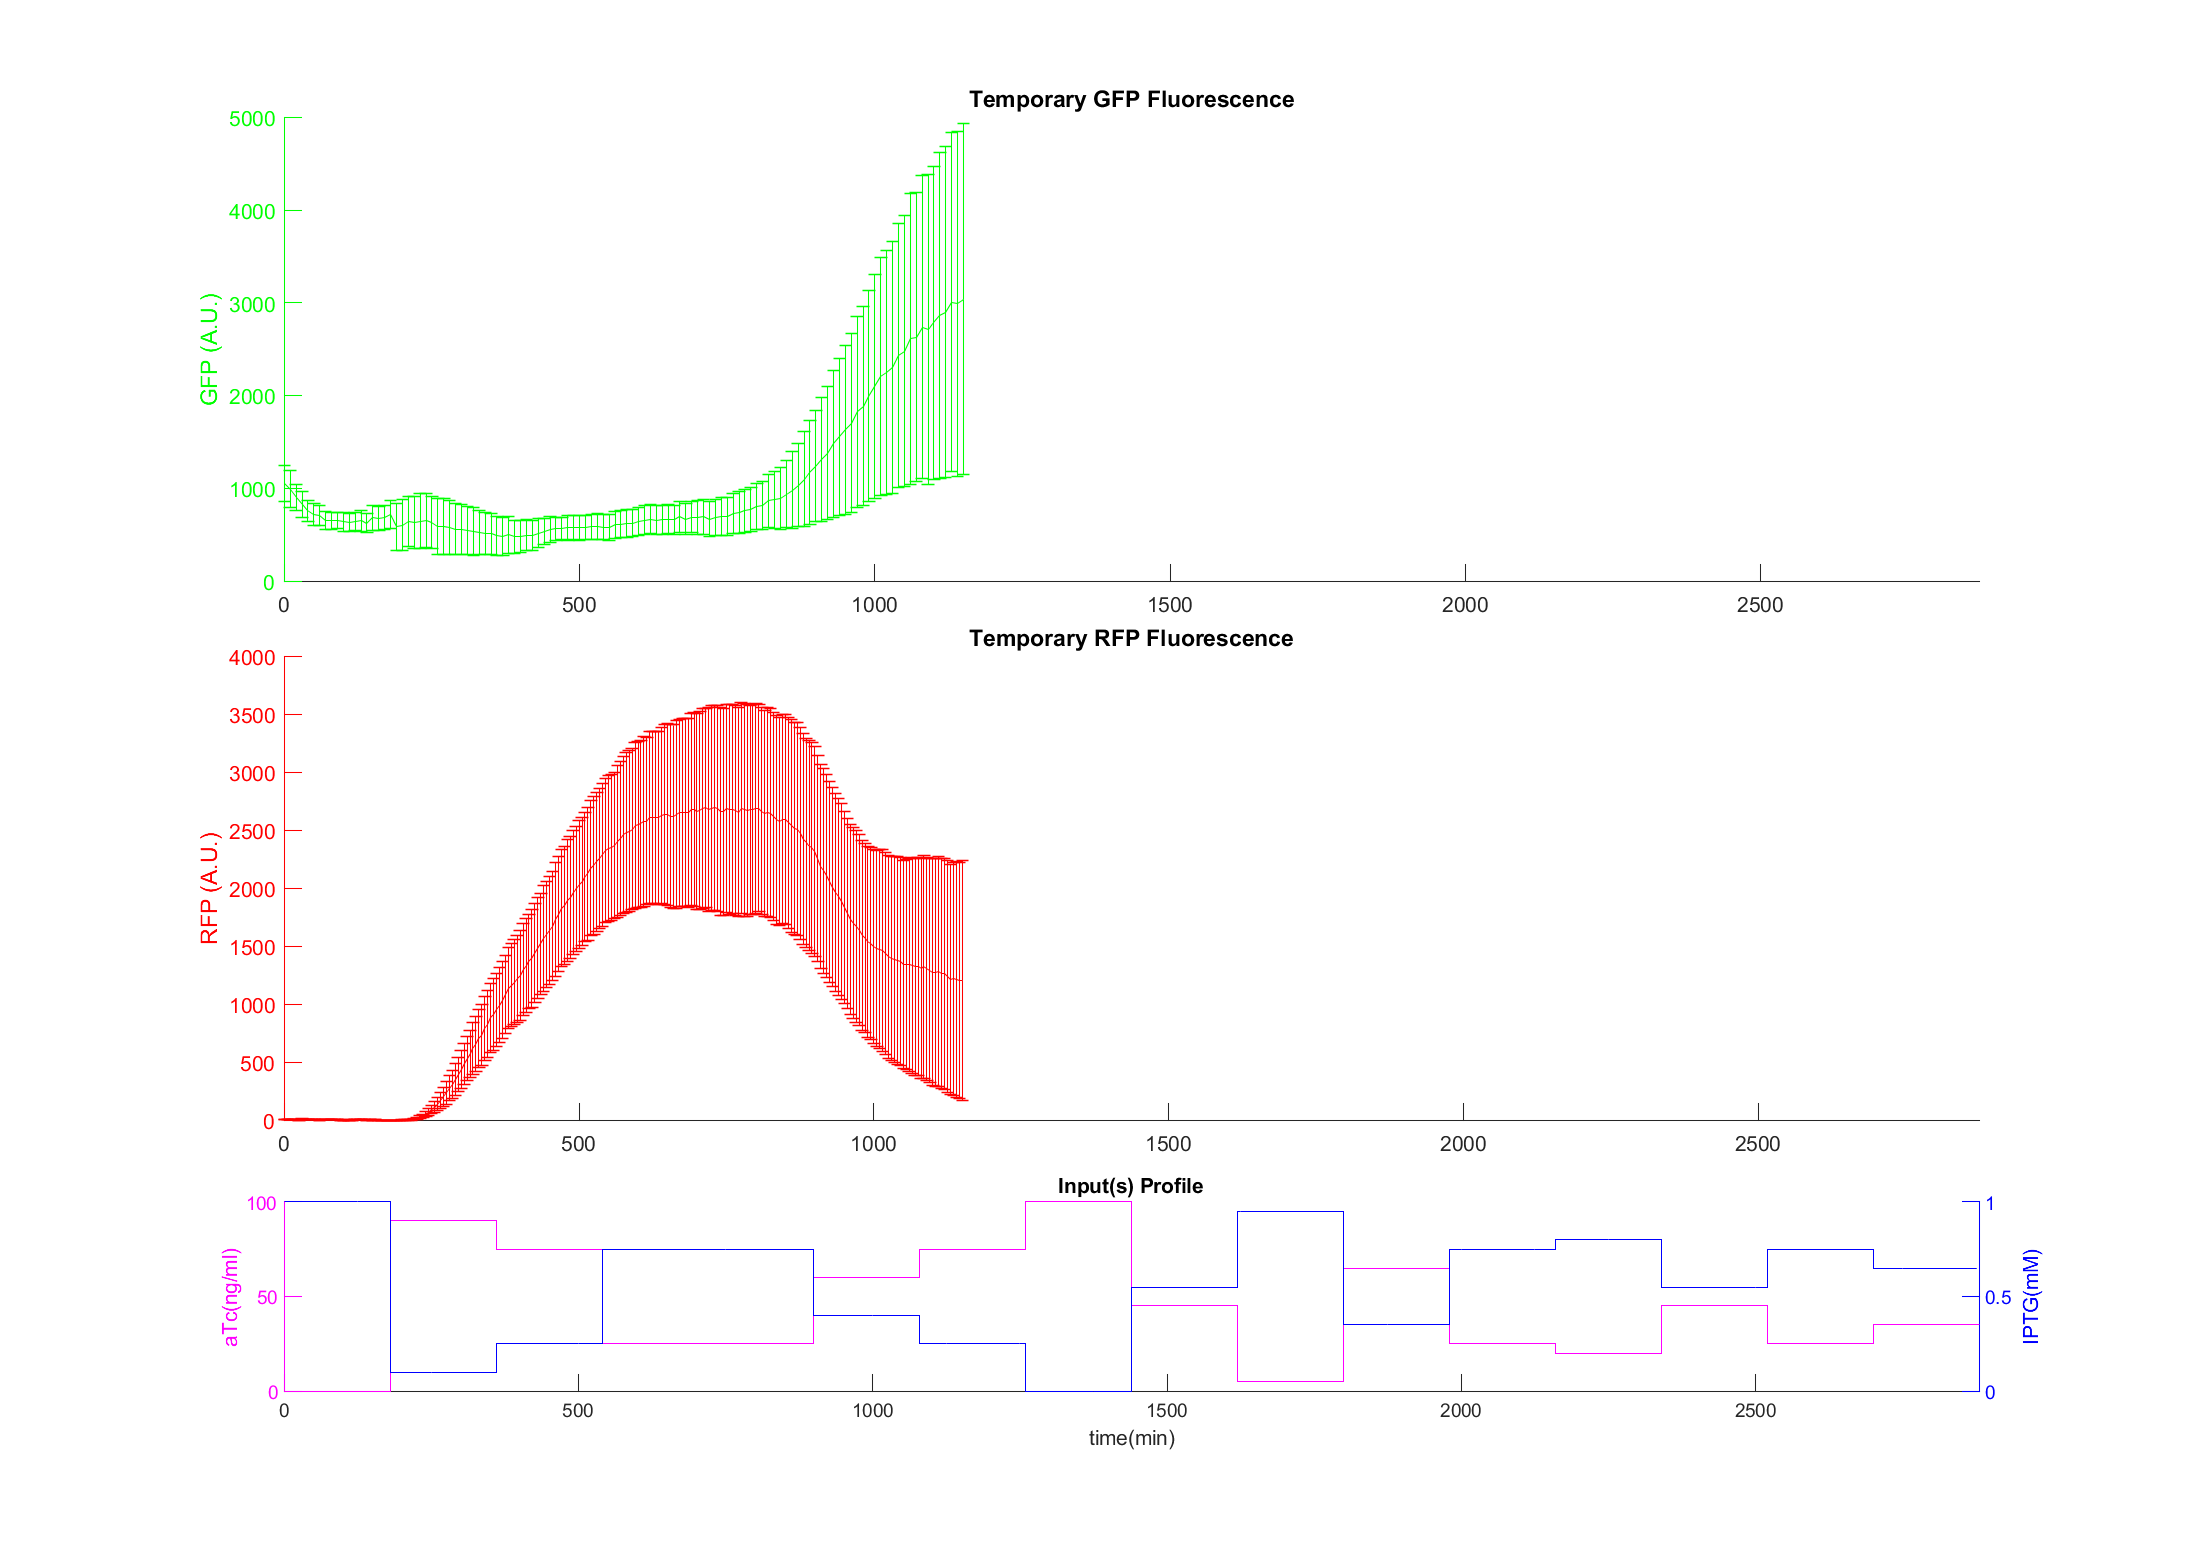 Temporary GFP Fluorescence
5000
4000
3000
2000
1000
0
GFP (A.U.)
0 500 1000 1500 2000 2500
Temporary RFP Fluorescence
4000
3500
3000
2500
2000
1500
1000
500
0
RFP (A.U.)
0 500 1000 1500 2000 2500
Input(s) Profile
100
50
0
aTc(ng/ml)
1
0.5
0
IPTG(mM)
0 500 1000 1500 2000 2500
time(min)